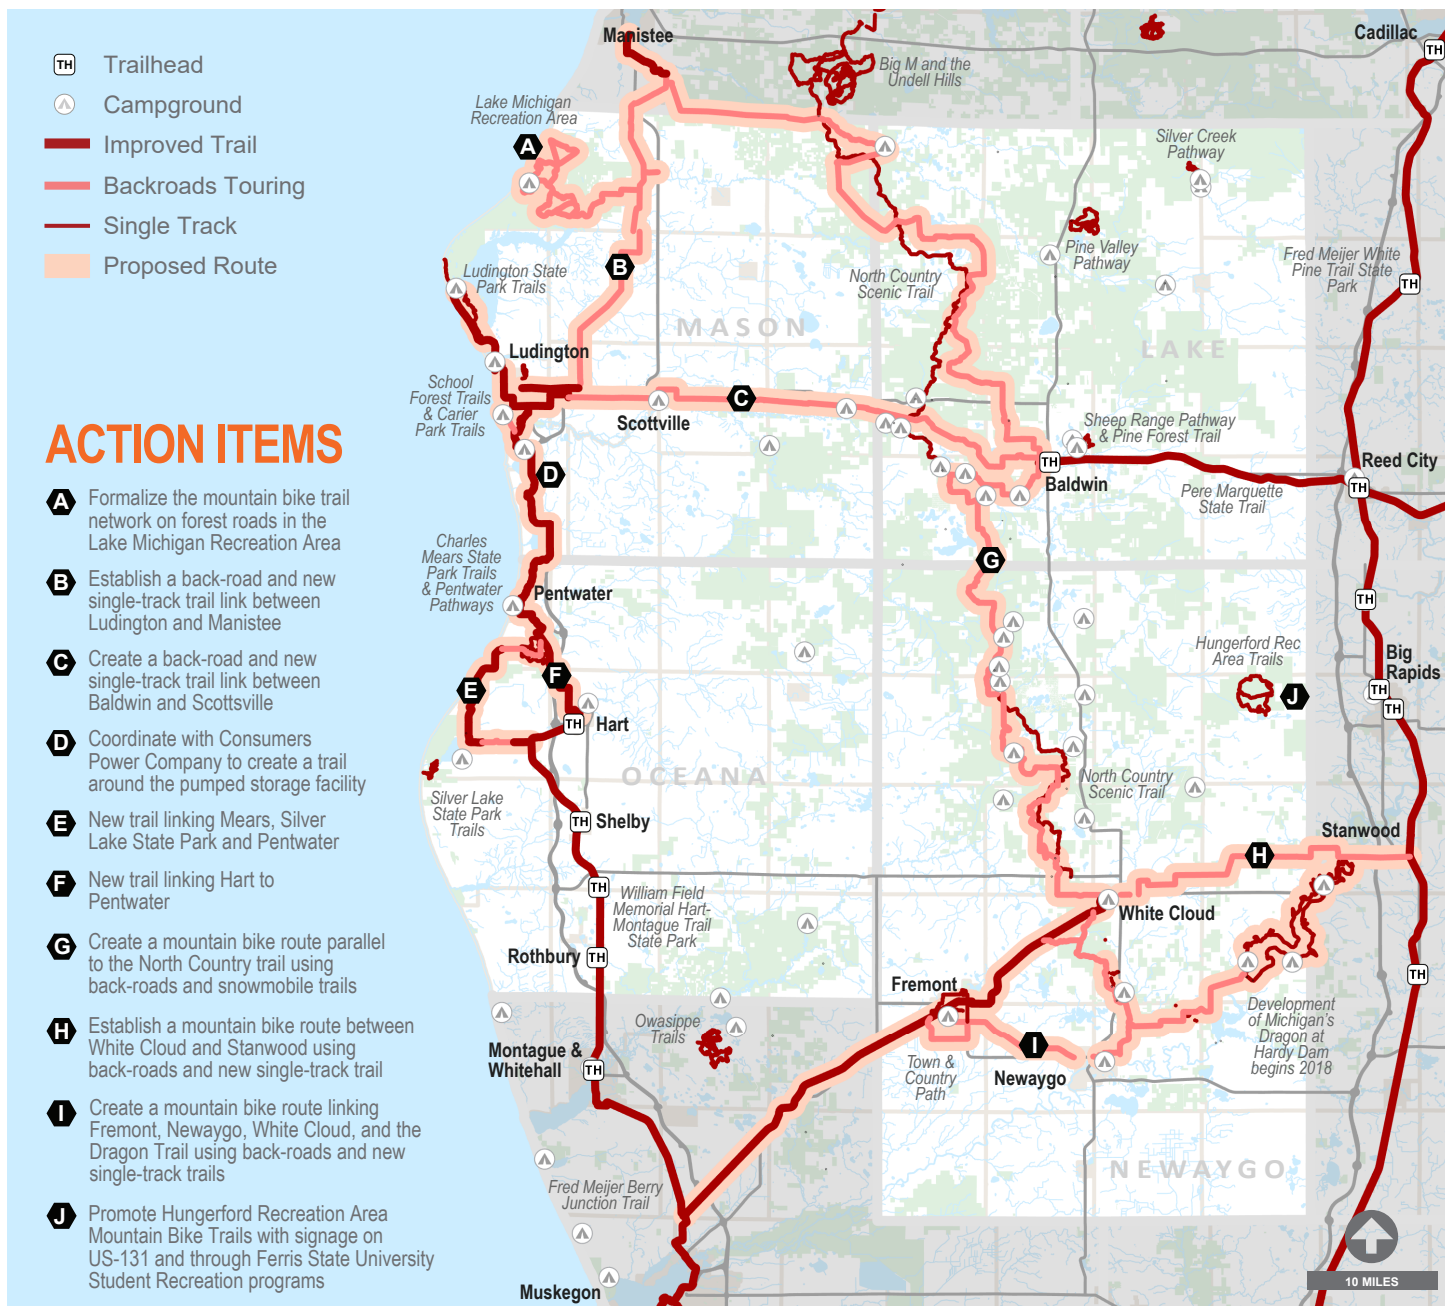 TH Trailhead
Campground
Improved Trail
Backroads Touring
Single Track
Proposed Route
ACTION ITEMS
A Formalize the mountain bike trail
network on forest roads in the
Lake Michigan Recreation Area
B Establish a back-road and new
single-track trail link between
Ludington and Manistee
C Create a back-road and new
single-track trail link between
Baldwin and Scottville
D Coordinate with Consumers
Power Company to create a trail
around the pumped storage facility
E New trail linking Mears, Silver
Lake State Park and Pentwater
F New trail linking Hart to
Pentwater
G Create a mountain bike route parallel
to the North Country trail using
back-roads and snowmobile trails
H Establish a mountain bike route between
White Cloud and Stanwood using
back-roads and new single-track trail
I Create a mountain bike route linking
Fremont, Newaygo, White Cloud, and the
Dragon Trail using back-roads and new
single-track trails
J Promote Hungerford Recreation Area
Mountain Bike Trails with signage on
US-131 and through Ferris State University
Student Recreation programs
Manistee
Cadillac
TH
Big M and the
Undell Hills
Lake Michigan
Recreation Area
A
Silver Creek
Pathway
Pine Valley
Pathway
Fred Meijer White
Pine Trail State
Park
TH
B
Ludington State
Park Trails
North Country
Scenic Trail
MASON
LAKE
Ludington
School
Forest Trails
& Carier
Park Trails
C
Scottville
Sheep Range Pathway
& Pine Forest Trail
TH
Baldwin
Reed City
TH
Pere Marquette
State Trail
D
Charles
Mears State
Park Trails
& Pentwater
Pathways
G
Pentwater
TH
Hungerford Rec
Area Trails
Big
Rapids
TH
TH
J
E
F
TH
Hart
OCEANA
North Country
Scenic Trail
Silver Lake
State Park
Trails
TH
Shelby
Stanwood
H
TH
William Field
Memorial Hart-
Montague Trail
State Park
White Cloud
Rothbury
TH
TH
Fremont
Owasippe
Trails
Development
of Michigan's
Dragon at
Hardy Dam
begins 2018
Montague &
Whitehall
TH
I
Town &
Country
Path
Newaygo
NEWAYGO
Fred Meijer Berry
Junction Trail
Muskegon
10 MILES